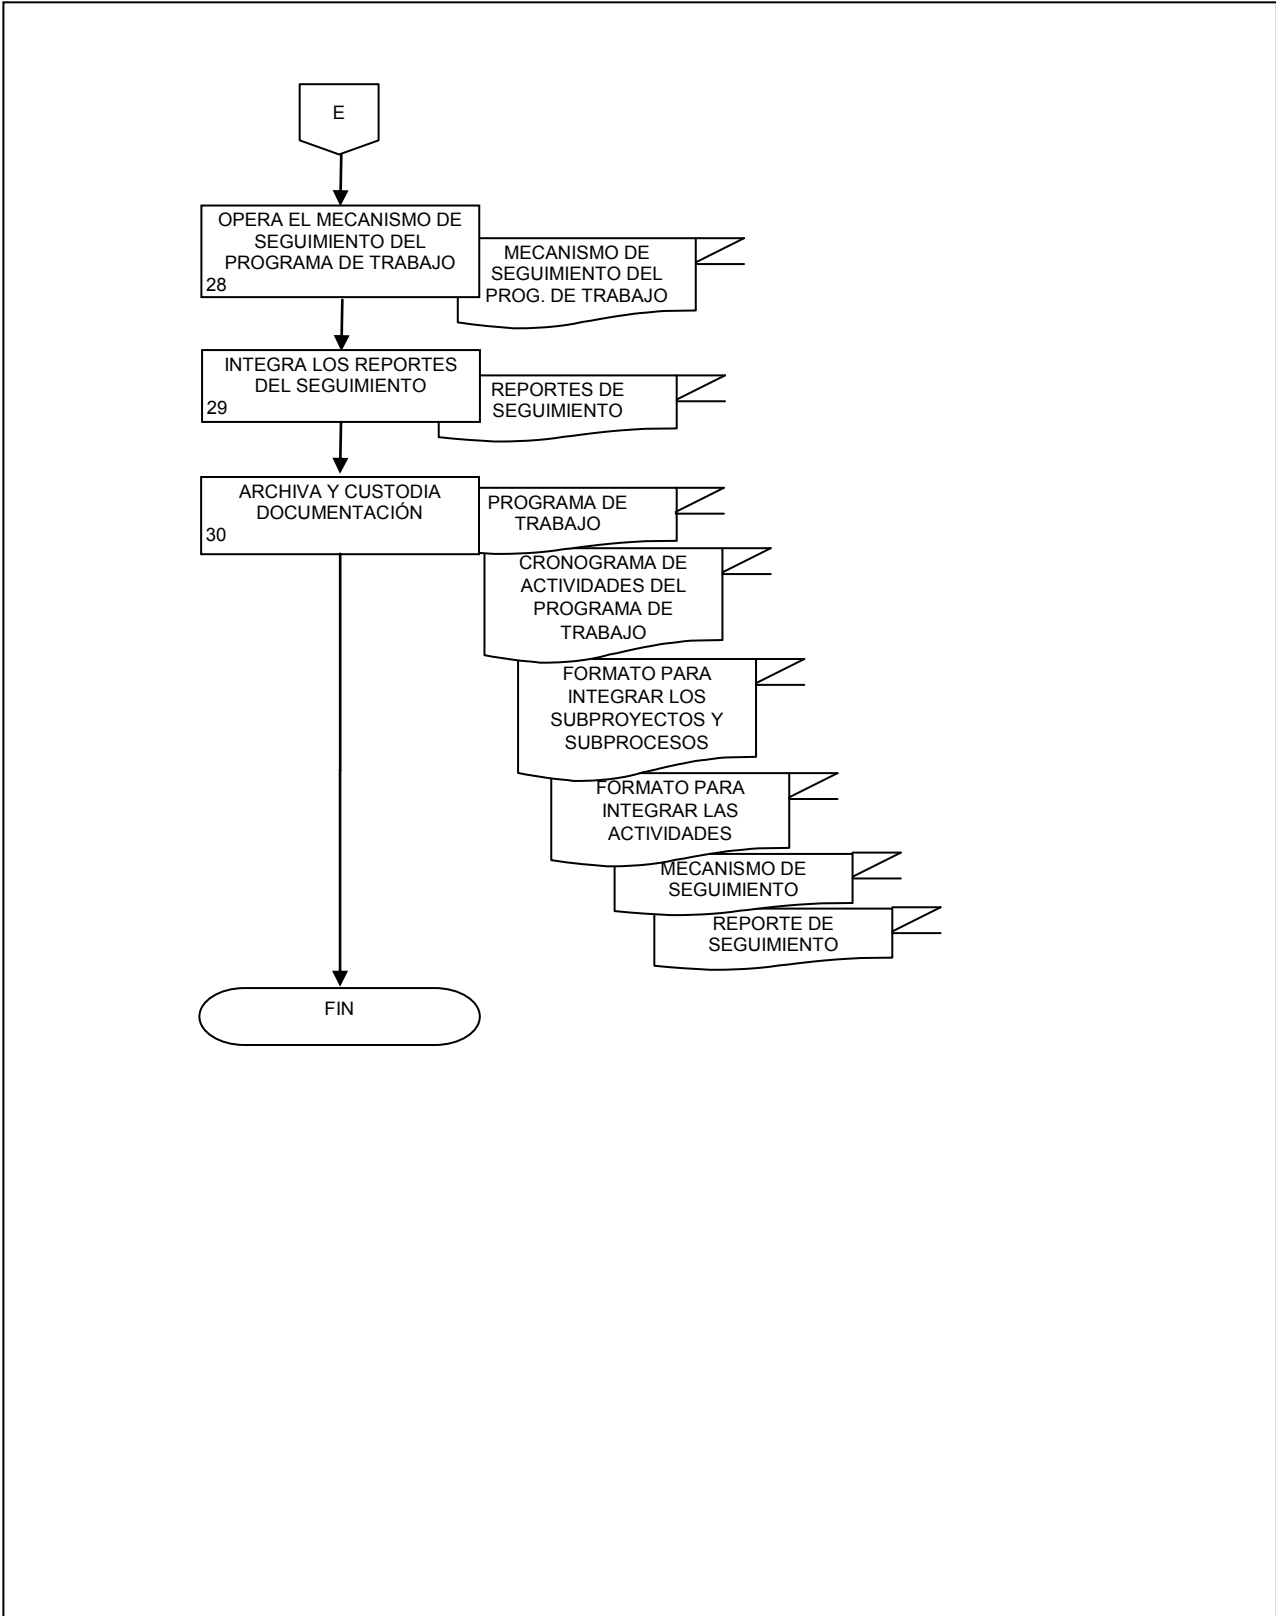 E
OPERA EL MECANISMO DE
SEGUIMIENTO DEL
PROGRAMA DE TRABAJO
28
MECANISMO DE
SEGUIMIENTO DEL
PROG. DE TRABAJO
INTEGRA LOS REPORTES
DEL SEGUIMIENTO
29
REPORTES DE
SEGUIMIENTO
ARCHIVA Y CUSTODIA
DOCUMENTACIÓN
30
PROGRAMA DE
TRABAJO
CRONOGRAMA DE
ACTIVIDADES DEL
PROGRAMA DE
TRABAJO
FORMATO PARA
INTEGRAR LOS
SUBPROYECTOS Y
SUBPROCESOS
FORMATO PARA
INTEGRAR LAS
ACTIVIDADES
MECANISMO DE
SEGUIMIENTO
REPORTE DE
SEGUIMIENTO
FIN